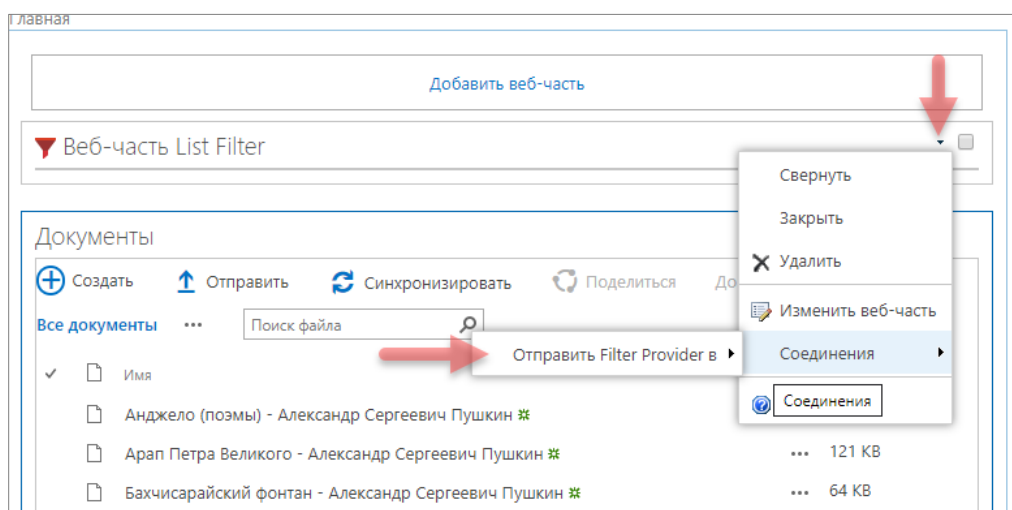 Главная
Добавить веб-часть
Веб-часть List Filter
Свернуть
Закрыть
Удалить
Изменить веб-часть
Соединения
Отправить Filter Provider в
Соединения
Документы
Создать Отправить Синхронизировать Поделиться До
Все документы ••• Поиск файла
Имя
Анджело (поэмы) - Александр Сергеевич Пушкин
Арап Петра Великого - Александр Сергеевич Пушкин ••• 121 KB
Бахчисарайский фонтан - Александр Сергеевич Пушкин ••• 64 KB